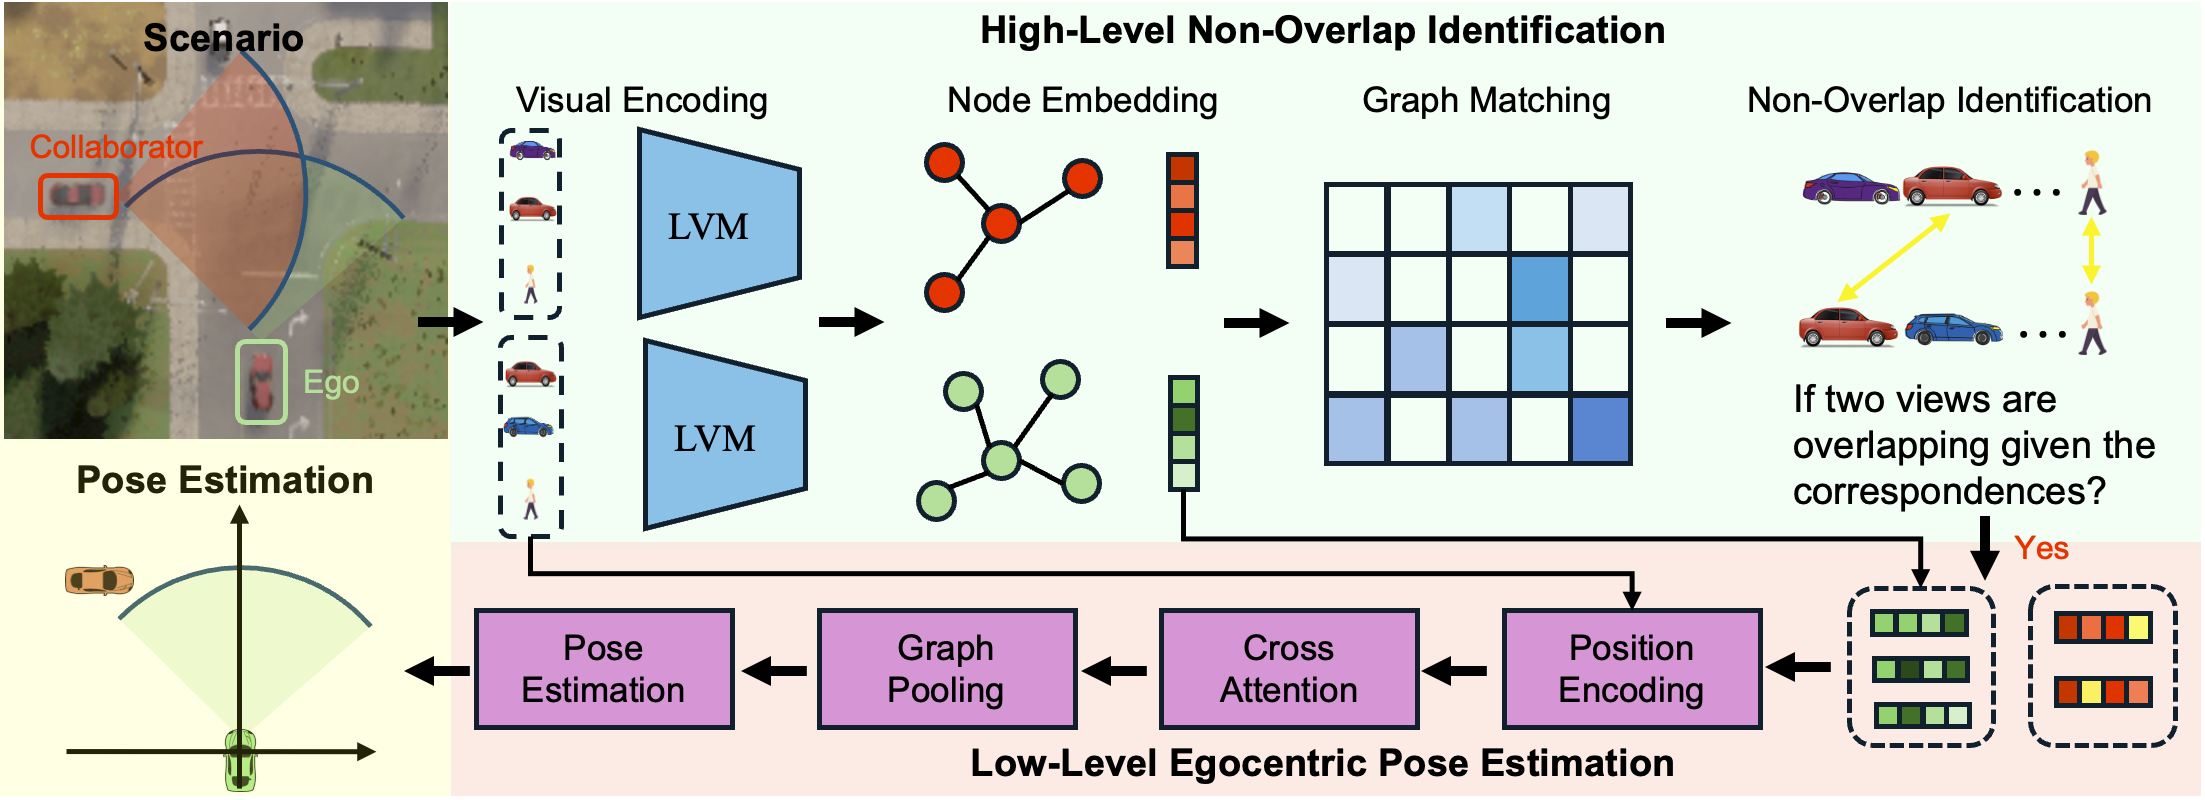 Scenario
Collaborator
Ego
High-Level Non-Overlap Identification
Visual Encoding
Node Embedding
Graph Matching
Non-Overlap Identification
LVM
LVM
If two views are
overlapping given the
correspondences?
Yes
Position
Encoding
Cross
Attention
Graph
Pooling
Pose
Estimation
Low-Level Egocentric Pose Estimation
Pose Estimation